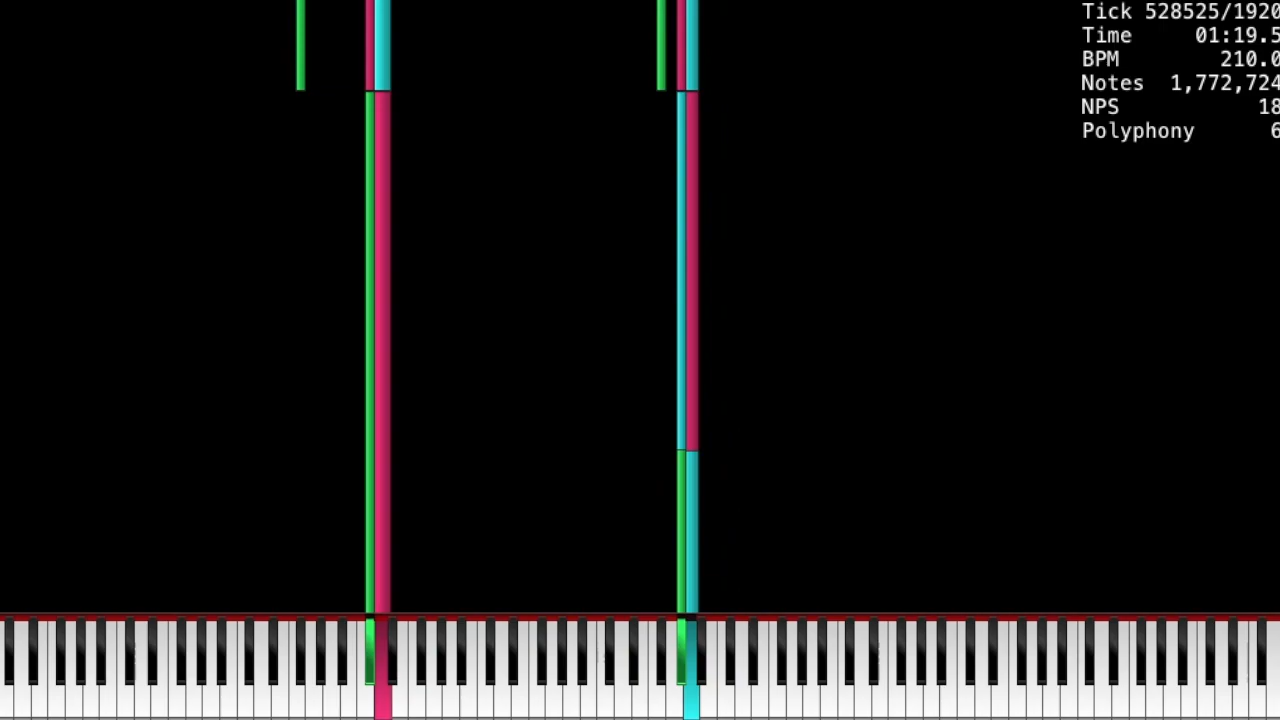 Tick 528525/1920
Time 01:19.5
BPM 210.0
Notes 1,772,724
NPS 18
Polyphony 6